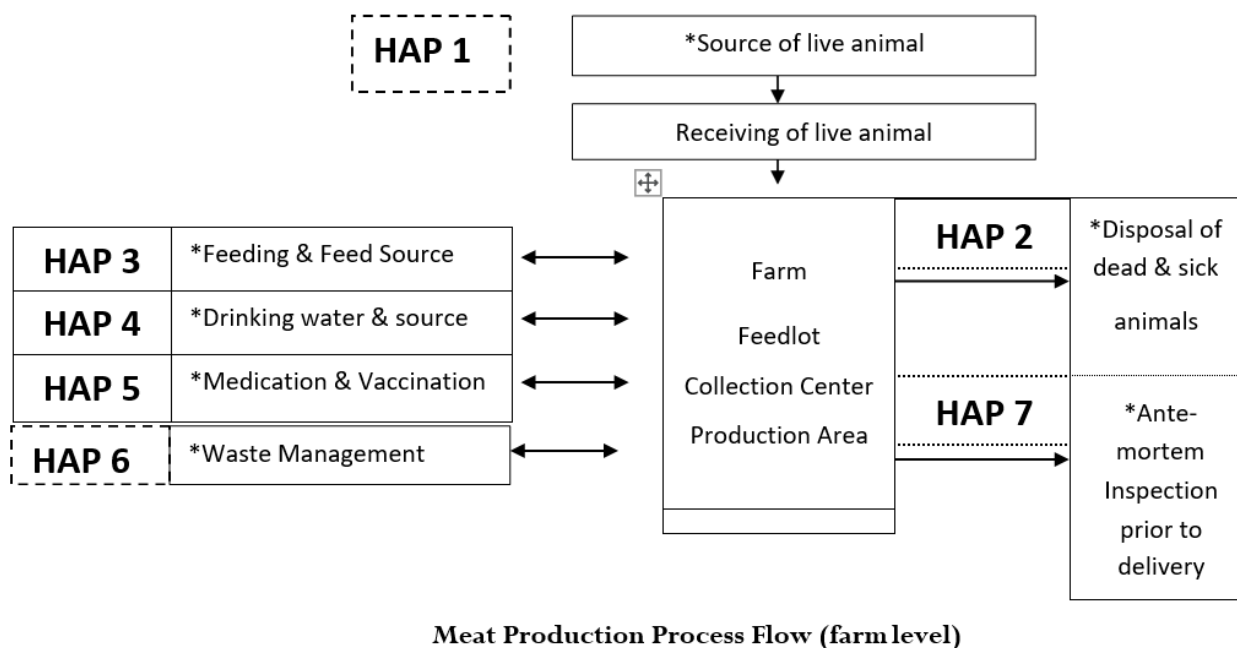 HAP 1
*Source of live animal
Receiving of live animal
HAP 3
*Feeding & Feed Source
HAP 4
*Drinking water & source
HAP 5
*Medication & Vaccination
HAP 6
*Waste Management
Farm
Feedlot
Collection Center
Production Area
HAP 2
*Disposal of
dead & sick
animals
HAP 7
*Ante-
mortem
Inspection
prior to
delivery
Meat Production Process Flow (farm level)